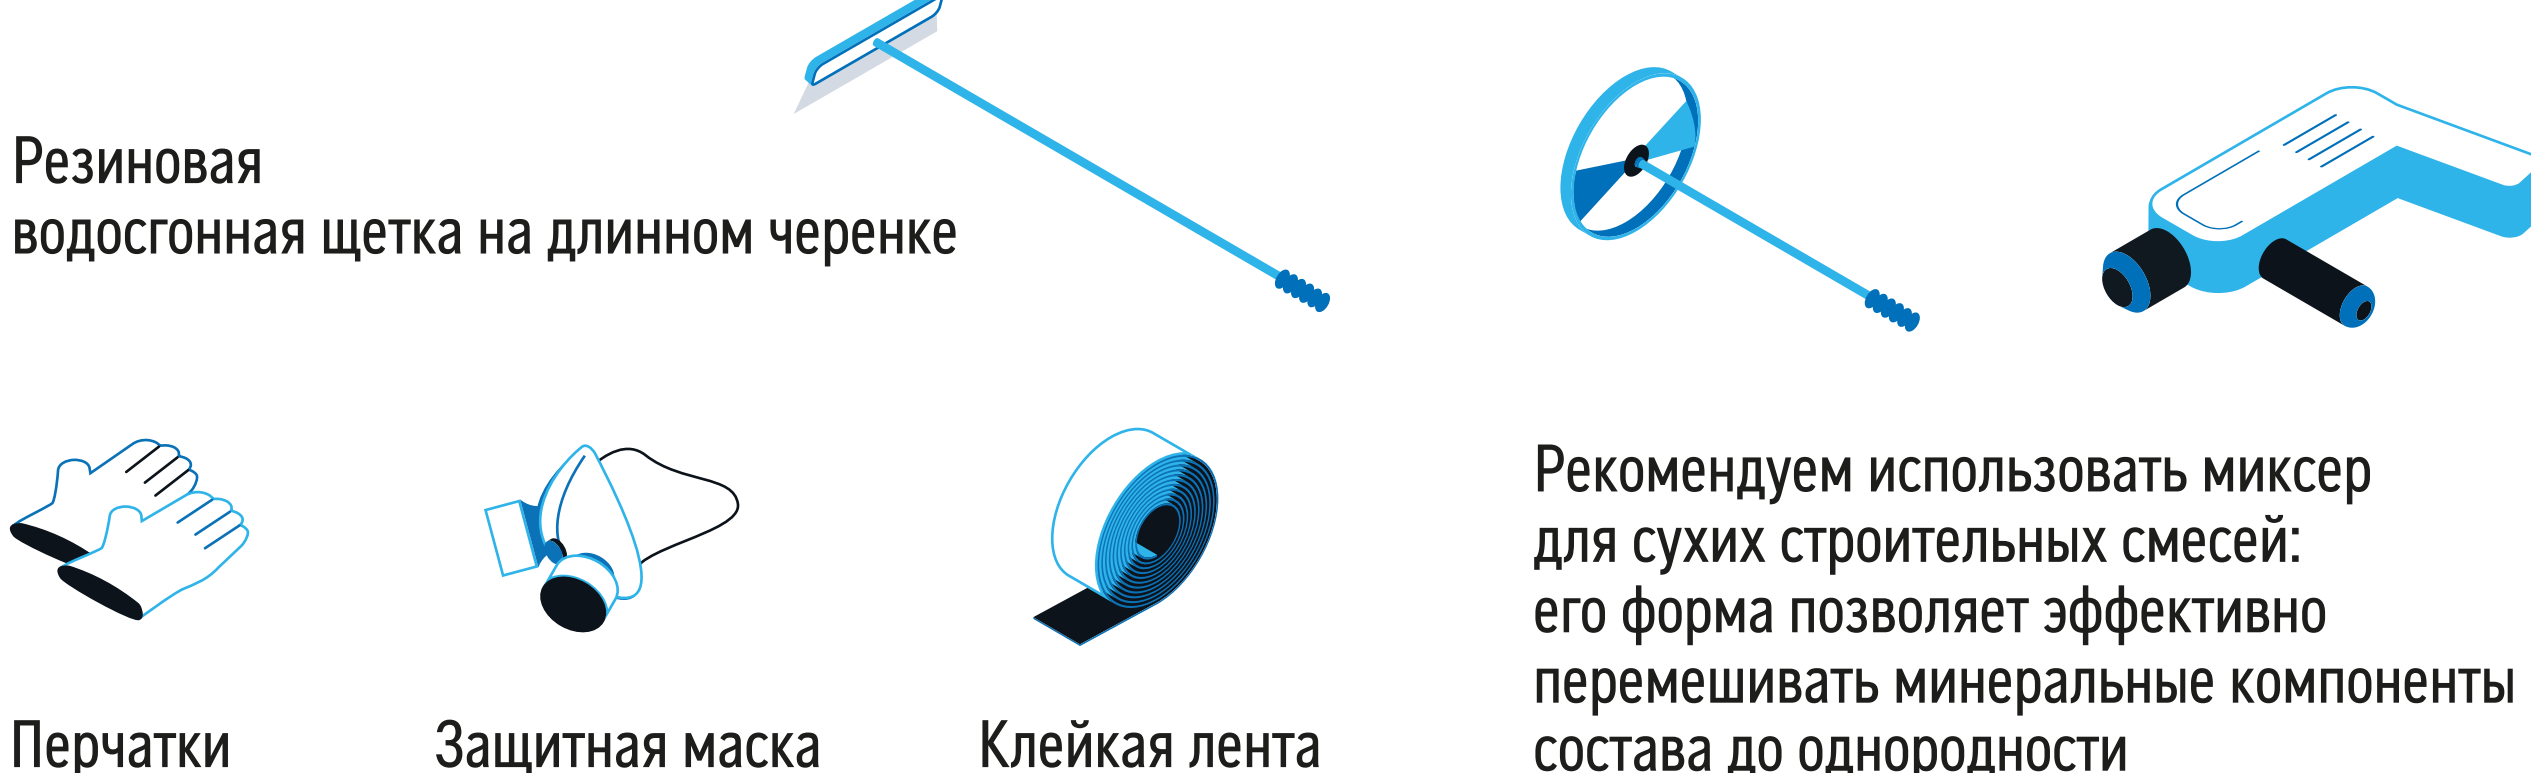 Резиновая
водосгонная щетка на длинном черенке
Перчатки
Защитная маска
Клейкая лента
Рекомендуем использовать миксер
для сухих строительных смесей:
его форма позволяет эффективно
перемешивать минеральные компоненты
состава до однородности